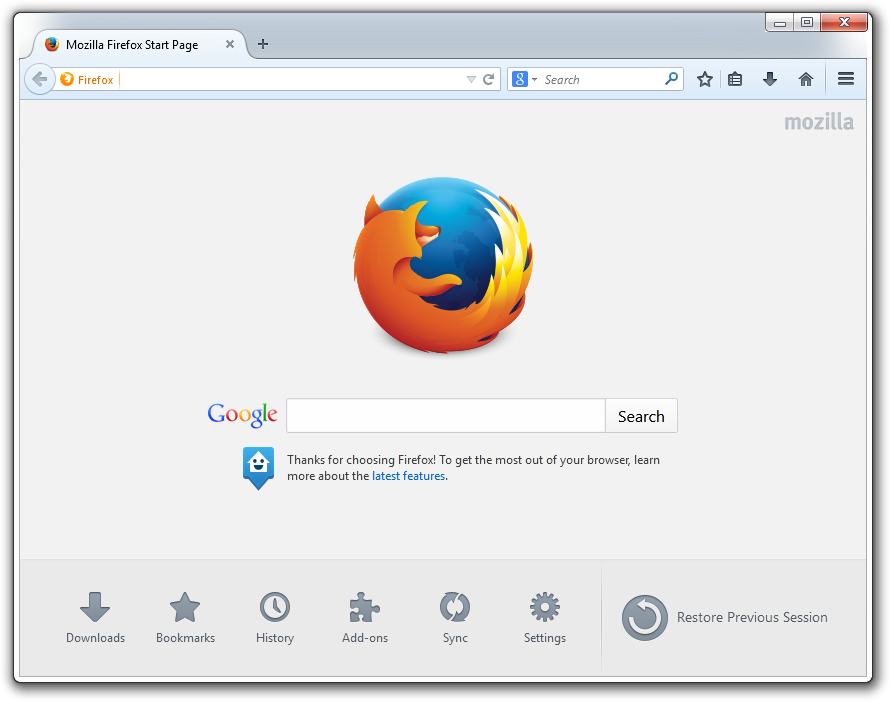 Mozilla Firefox Start Page
Firefox
8 Search
mozilla
Google
Search
Thanks for choosing Firefox! To get the most out of your browser, learn
more about the latest features.
Downloads Bookmarks History Add-ons Sync Settings
Restore Previous Session